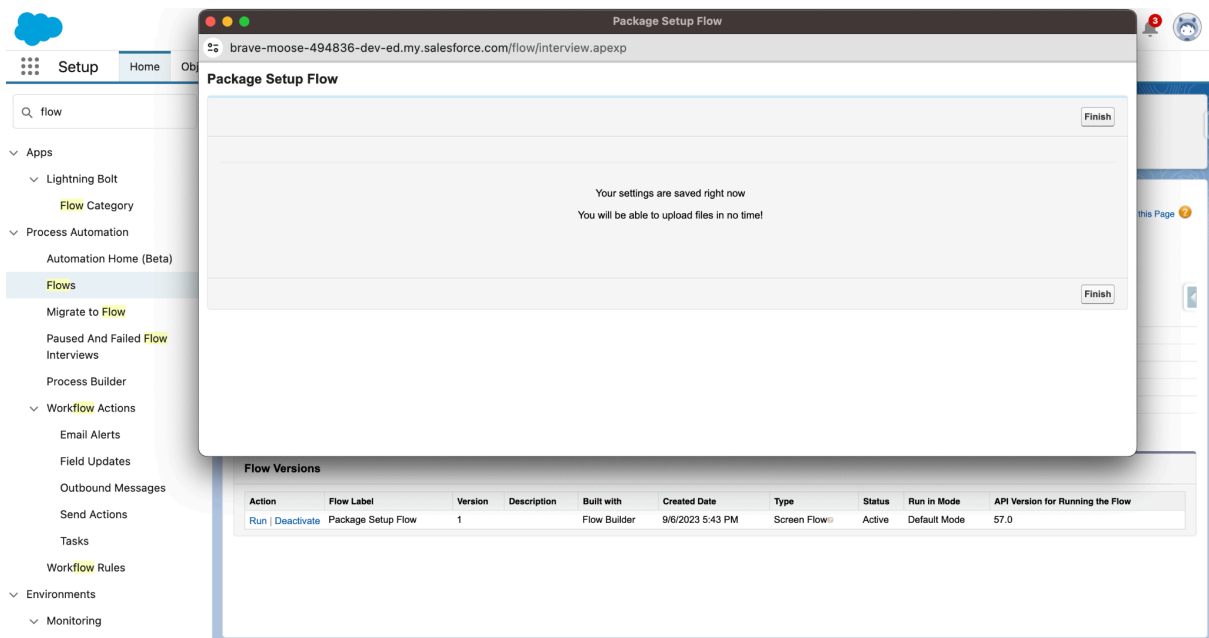 Package Setup Flow
brave-moose-494836-dev-ed.my.salesforce.com/flow/interview.apexp
3
Setup
Home
Obj
Package Setup Flow
flow
Finish
Apps
Lightning Bolt
Flow Category
Your settings are saved right now
You will be able to upload files in no time!
this Page ?
Process Automation
Automation Home (Beta)
Flows
Finish
Migrate to Flow
Paused And Failed Flow
Interviews
Process Builder
Workflow Actions
Email Alerts
Field Updates
Outbound Messages
Send Actions
Tasks
Workflow Rules
Environments
Monitoring
Flow Versions
Action Flow Label Version Description Built with Created Date Type Status Run in Mode API Version for Running the Flow
Run | Deactivate Package Setup Flow 1 Flow Builder 9/6/2023 5:43 PM Screen Flow Active Default Mode 57.0